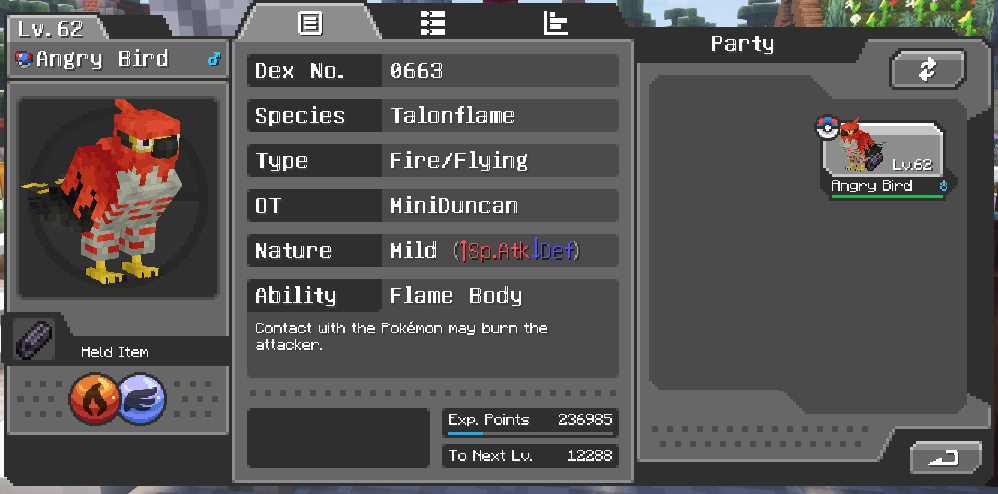 Lv.62
Angry Bird ♂
Held Item
Dex No. 0663
Species Talonflame
Type Fire/Flying
OT MiniDuncan
Nature Mild (↑Sp.Atk ↓Def)
Ability Flame Body
Contact with the Pokémon may burn the
attacker.
Exp. Points 236985
To Next Lv. 12288
Party
Lv.62
Angry Bird ♂